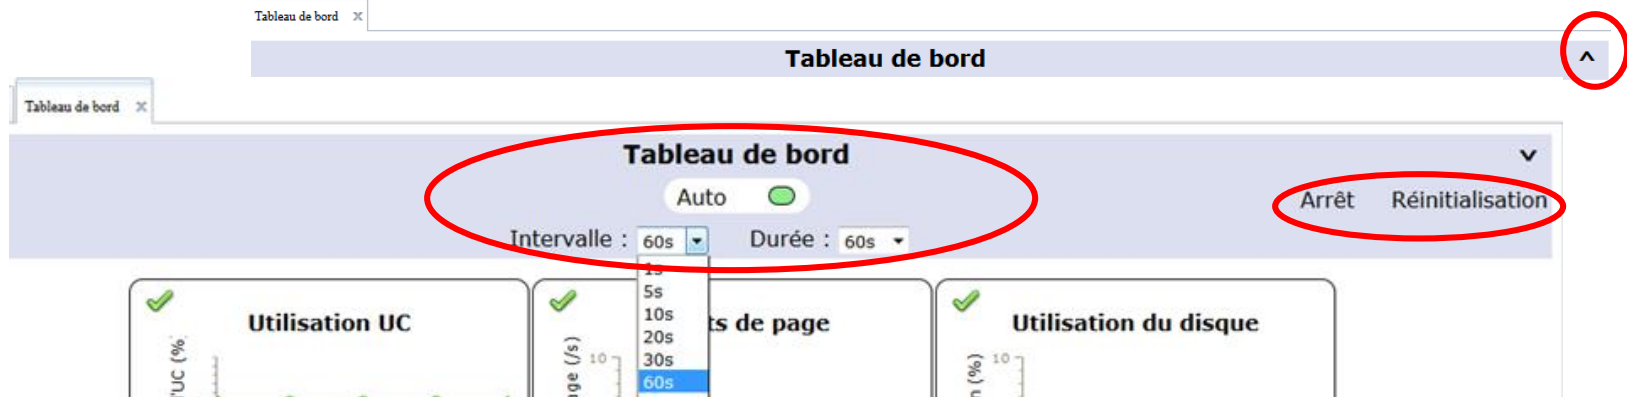 Tableau de bord x
Tableau de bord ^
Tableau de bord x
Tableau de bord v
Auto
Arrêt Réinitialisation
Intervalle : 60s Durée : 60s
1s
5s
10s
20s
30s
60s
Utilisation UC
de page
Utilisation du disque
10
10